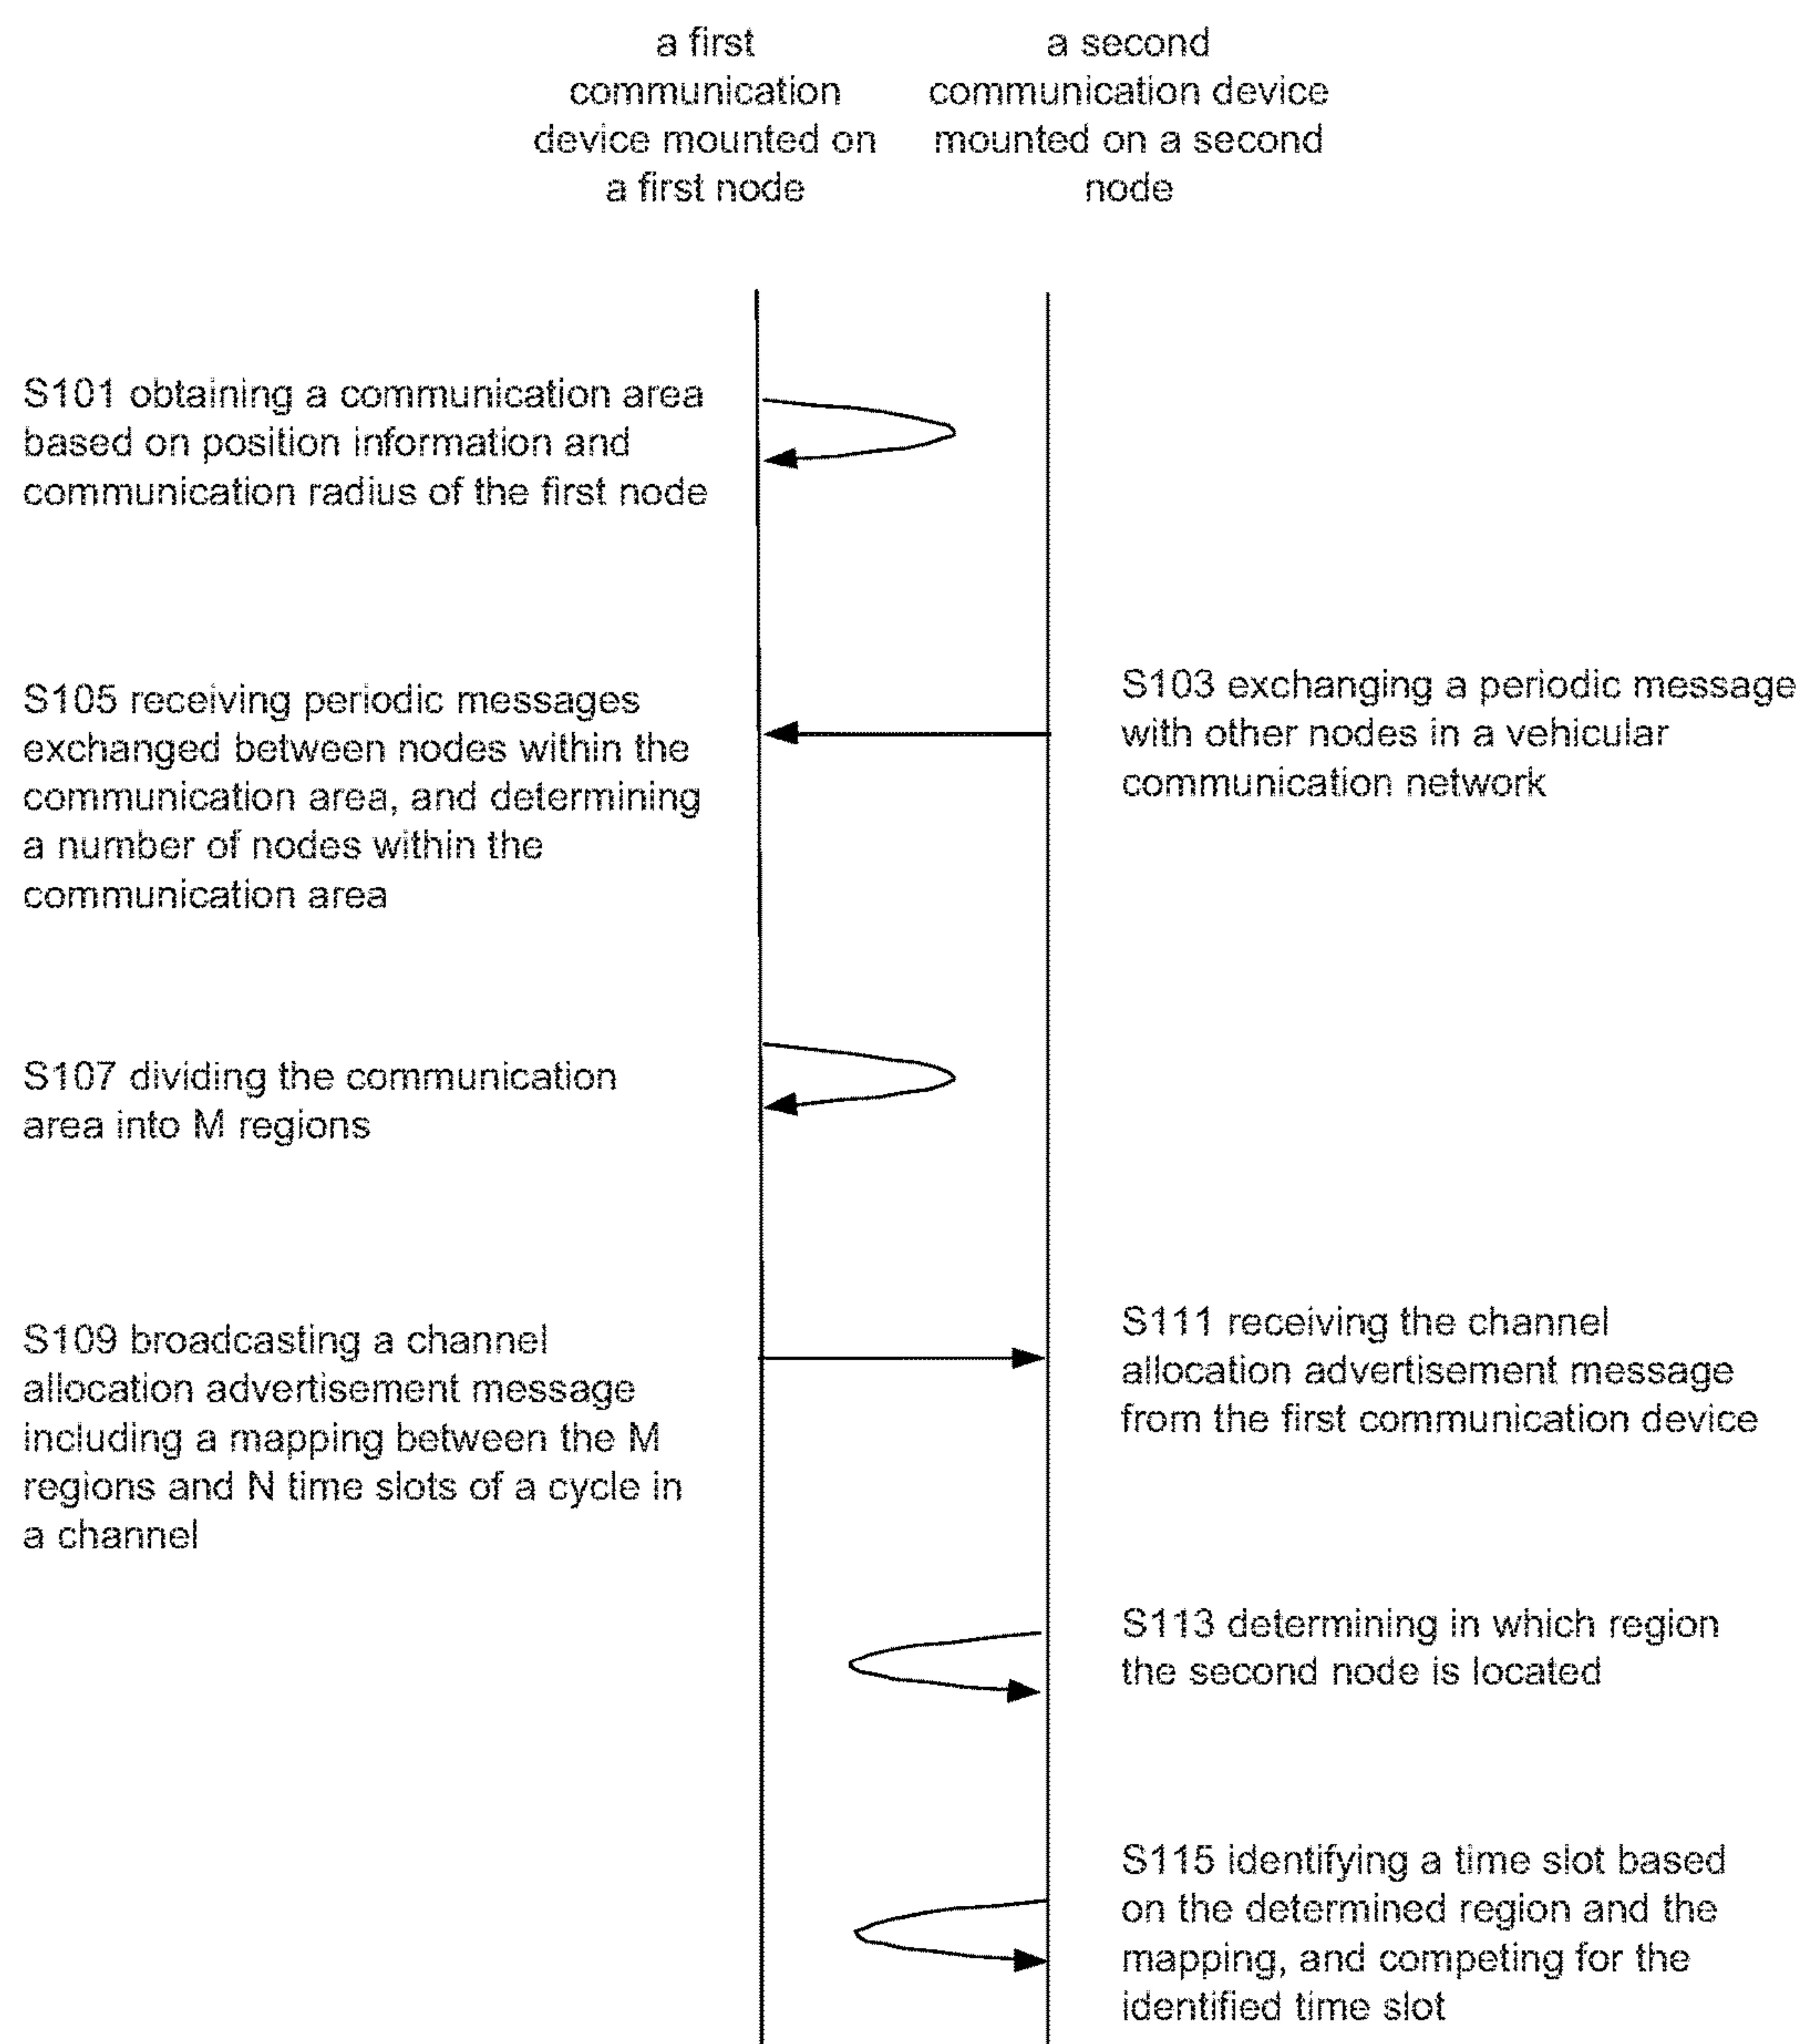 a first
communication
device mounted on
a first node
a second
communication device
mounted on a second
node
S101 obtaining a communication area
based on position information and
communication radius of the first node
S103 exchanging a periodic message
with other nodes in a vehicular
communication network
S105 receiving periodic messages
exchanged between nodes within the
communication area, and determining
a number of nodes within the
communication area
S107 dividing the communication
area into M regions
S109 broadcasting a channel
allocation advertisement message
including a mapping between the M
regions and N time slots of a cycle in
a channel
S111 receiving the channel
allocation advertisement message
from the first communication device
S113 determining in which region
the second node is located
S115 identifying a time slot based
on the determined region and the
mapping, and competing for the
identified time slot